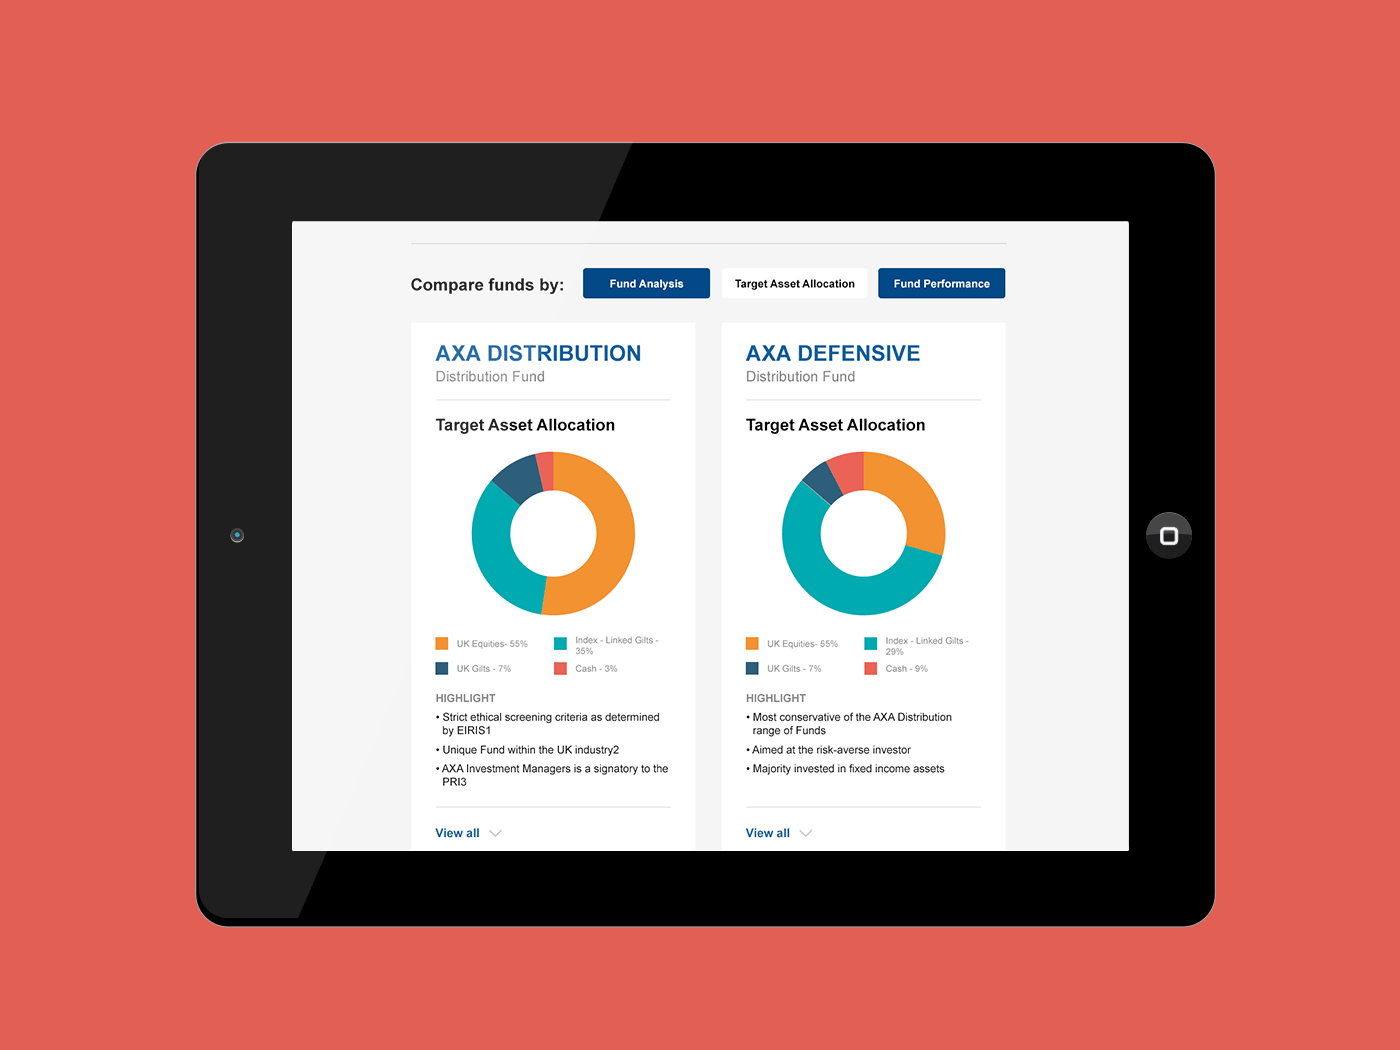 Compare funds by:
Fund Analysis
Target Asset Allocation
Fund Performance
AXA DISTRIBUTION
Distribution Fund
Target Asset Allocation
UK Equities- 55%
Index - Linked Gilts -
35%
UK Gilts - 7%
Cash - 3%
HIGHLIGHT
• Strict ethical screening criteria as determined
by EIRIS1
• Unique Fund within the UK industry2
• AXA Investment Managers is a signatory to the
PRI3
View all
AXA DEFENSIVE
Distribution Fund
Target Asset Allocation
UK Equities- 55%
Index - Linked Gilts -
29%
UK Gilts - 7%
Cash - 9%
HIGHLIGHT
• Most conservative of the AXA Distribution
range of Funds
• Aimed at the risk-averse investor
• Majority invested in fixed income assets
View all